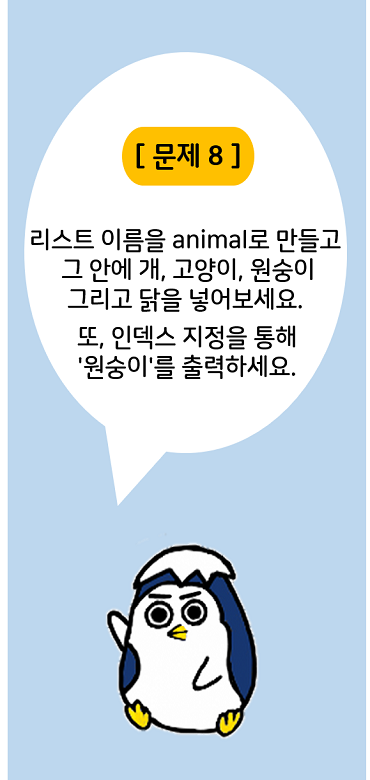 [ 문제 8 ]
리스트 이름을 animal로 만들고
그 안에 개, 고양이, 원숭이
그리고 닭을 넣어보세요.
또, 인덱스 지정을 통해
'원숭이'를 출력하세요.